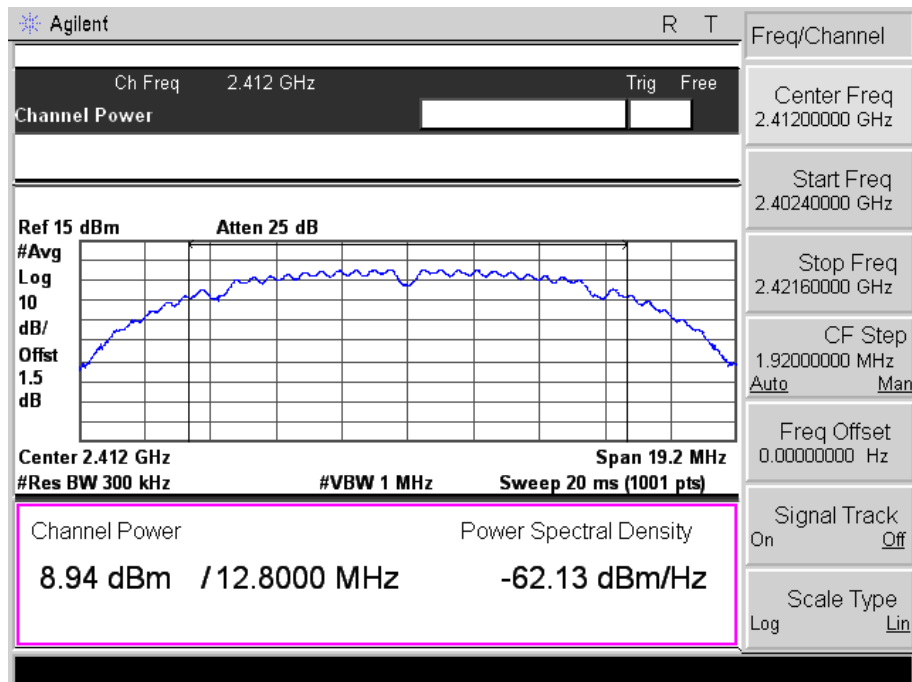 Agilent R T
Freq/Channel
Ch Freq 2.412 GHz Trig Free
Channel Power
Center Freq
2.41200000 GHz
Start Freq
2.40240000 GHz
Stop Freq
2.42160000 GHz
CF Step
1.92000000 MHz
Auto Man
Freq Offset
0.00000000 Hz
Signal Track
On Off
Scale Type
Log Lin
Ref 15 dBm Atten 25 dB
#Avg
Log
10
dB/
Offst
1.5
dB
Center 2.412 GHz Span 19.2 MHz
#Res BW 300 kHz #VBW 1 MHz Sweep 20 ms (1001 pts)
Channel Power Power Spectral Density
8.94 dBm /12.8000 MHz -62.13 dBm/Hz